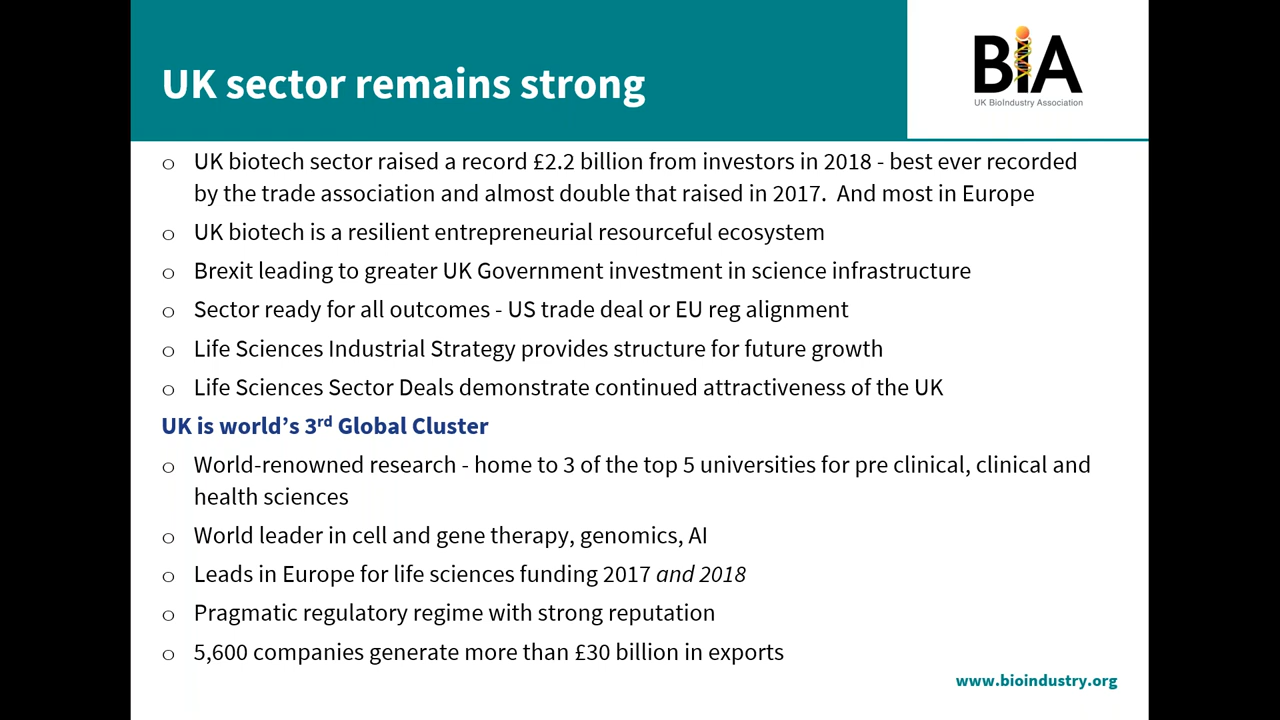 UK sector remains strong
BiA
UK BioIndustry Association
o UK biotech sector raised a record £2.2 billion from investors in 2018 - best ever recorded
by the trade association and almost double that raised in 2017.  And most in Europe
o UK biotech is a resilient entrepreneurial resourceful ecosystem
o Brexit leading to greater UK Government investment in science infrastructure
o Sector ready for all outcomes - US trade deal or EU reg alignment
o Life Sciences Industrial Strategy provides structure for future growth
o Life Sciences Sector Deals demonstrate continued attractiveness of the UK
UK is world’s 3rd Global Cluster
o World-renowned research - home to 3 of the top 5 universities for pre clinical, clinical and
health sciences
o World leader in cell and gene therapy, genomics, AI
o Leads in Europe for life sciences funding 2017 and 2018
o Pragmatic regulatory regime with strong reputation
o 5,600 companies generate more than £30 billion in exports
www.bioindustry.org